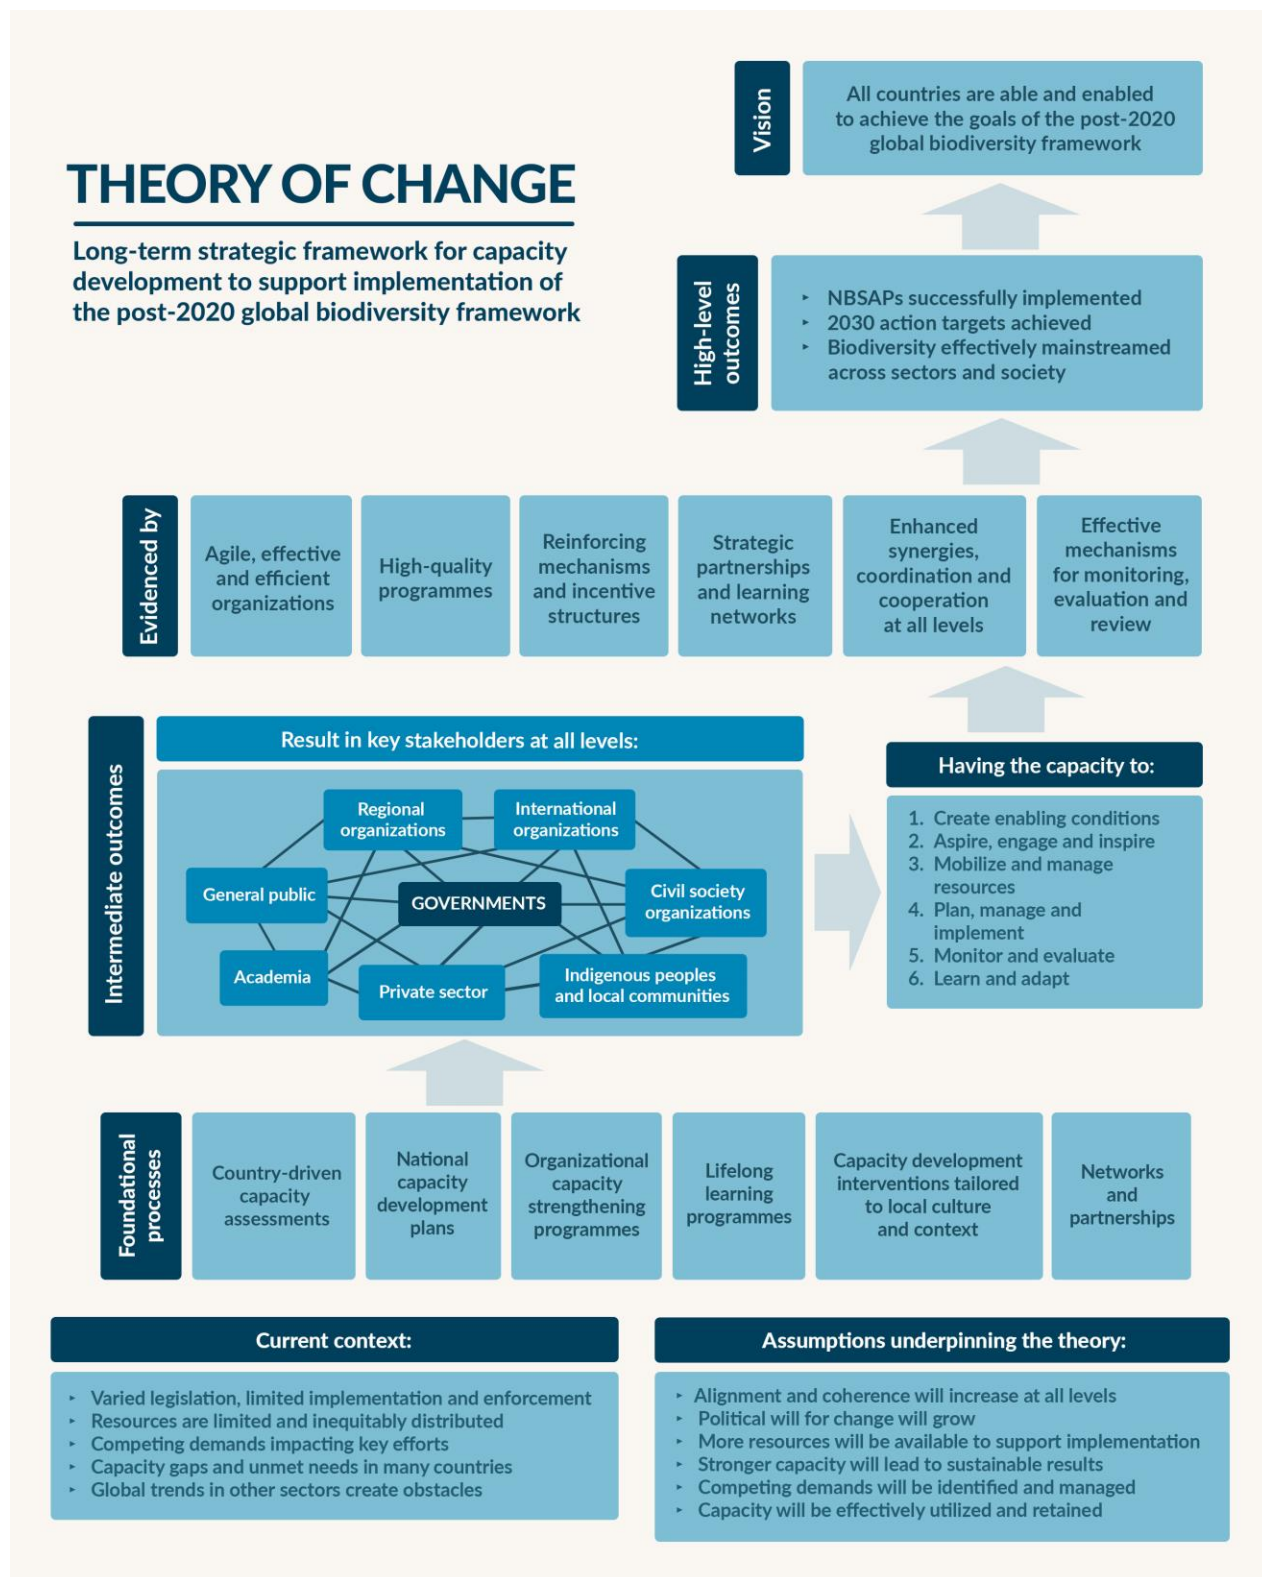 THEORY OF CHANGE
Long-term strategic framework for capacity
development to support implementation of
the post-2020 global biodiversity framework
Vision
All countries are able and enabled
to achieve the goals of the post-2020
global biodiversity framework
High-level
outcomes
‣ NBSAPs successfully implemented
‣ 2030 action targets achieved
‣ Biodiversity effectively mainstreamed
across sectors and society
Evidenced by
Agile, effective
and efficient
organizations
High-quality
programmes
Reinforcing
mechanisms
and incentive
structures
Strategic
partnerships
and learning
networks
Enhanced
synergies,
coordination and
cooperation
at all levels
Effective
mechanisms
for monitoring,
evaluation and
review
Intermediate outcomes
Result in key stakeholders at all levels:
Regional
organizations
International
organizations
General public
GOVERNMENTS
Civil society
organizations
Academia
Private sector
Indigenous peoples
and local communities
Having the capacity to:
1. Create enabling conditions
2. Aspire, engage and inspire
3. Mobilize and manage
resources
4. Plan, manage and
implement
5. Monitor and evaluate
6. Learn and adapt
Foundational
processes
Country-driven
capacity
assessments
National
capacity
development
plans
Organizational
capacity
strengthening
programmes
Lifelong
learning
programmes
Capacity development
interventions tailored
to local culture
and context
Networks
and
partnerships
Current context:
‣ Varied legislation, limited implementation and enforcement
‣ Resources are limited and inequitably distributed
‣ Competing demands impacting key efforts
‣ Capacity gaps and unmet needs in many countries
‣ Global trends in other sectors create obstacles
Assumptions underpinning the theory:
‣ Alignment and coherence will increase at all levels
‣ Political will for change will grow
‣ More resources will be available to support implementation
‣ Stronger capacity will lead to sustainable results
‣ Competing demands will be identified and managed
‣ Capacity will be effectively utilized and retained